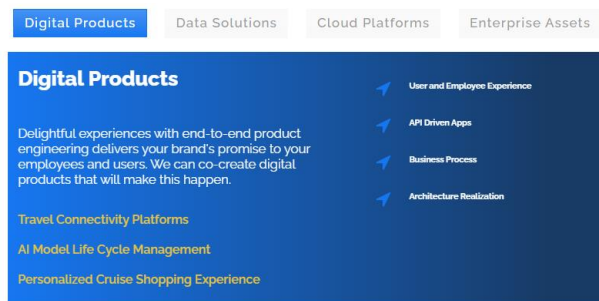 Digital Products
Data Solutions
Cloud Platforms
Enterprise Assets
Digital Products
Delightful experiences with end-to-end product
engineering delivers your brand's promise to your
employees and users. We can co-create digital
products that will make this happen.
Travel Connectivity Platforms
AI Model Life Cycle Management
Personalized Cruise Shopping Experience
User and Employee Experience
API Driven Apps
Business Process
Architecture Realization